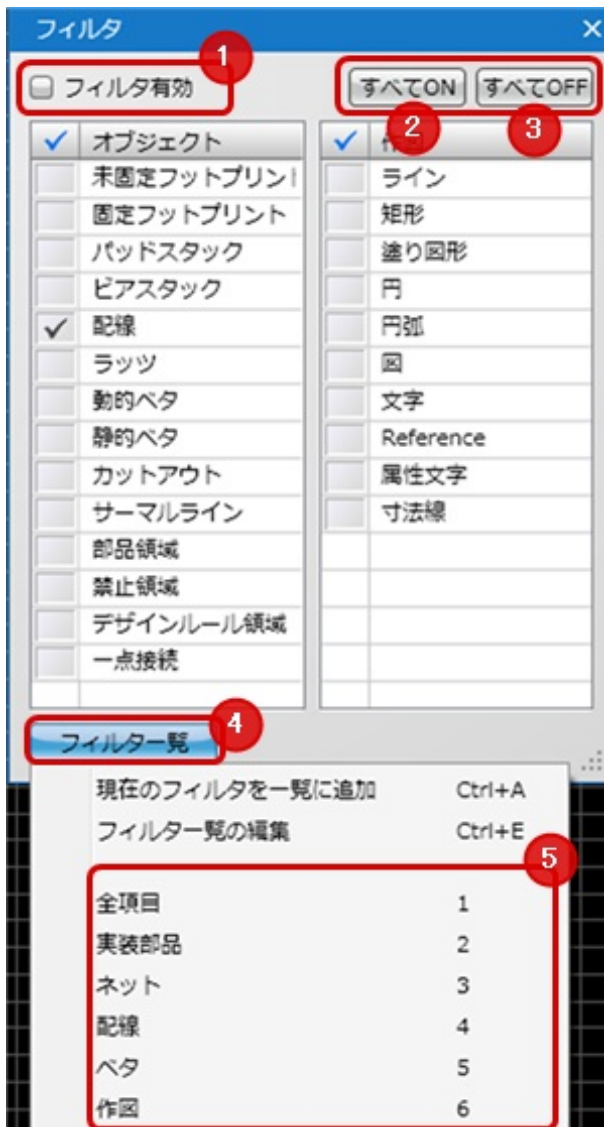 フィルタ
1
フィルタ有効
すべてON
すべてOFF
2
3
オブジェクト
未固定フットプリント
固定フットプリント
パッドスタック
ビアスタック
配線
ラッツ
動的ベタ
静的ベタ
カットアウト
サーマルライン
部品領域
禁止領域
デザインルール領域
一点接続
ライン
矩形
塗り図形
円
円弧
図
文字
Reference
属性文字
寸法線
フィルター覧
4
現在のフィルタを一覧に追加 Ctrl+A
フィルター覧の編集 Ctrl+E
5
全項目 1
実装部品 2
ネット 3
配線 4
ベタ 5
作図 6